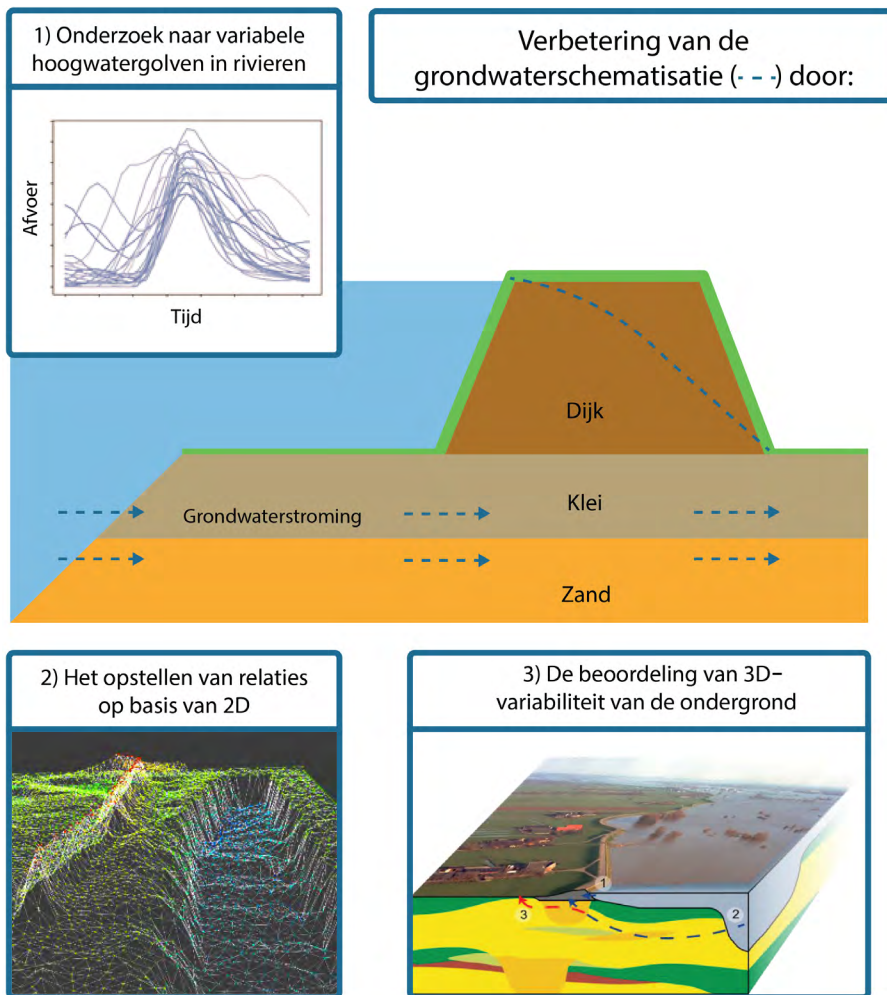 1) Onderzoek naar variabele
hoogwatergolven in rivieren
Afvoer
Tijd
Verbetering van de
grondwaterschematisatie (---) door:
Dijk
Klei
Grondwaterstroming
Zand
2) Het opstellen van relaties
op basis van 2D
3) De beoordeling van 3D-
variabiliteit van de ondergrond
1
2
3